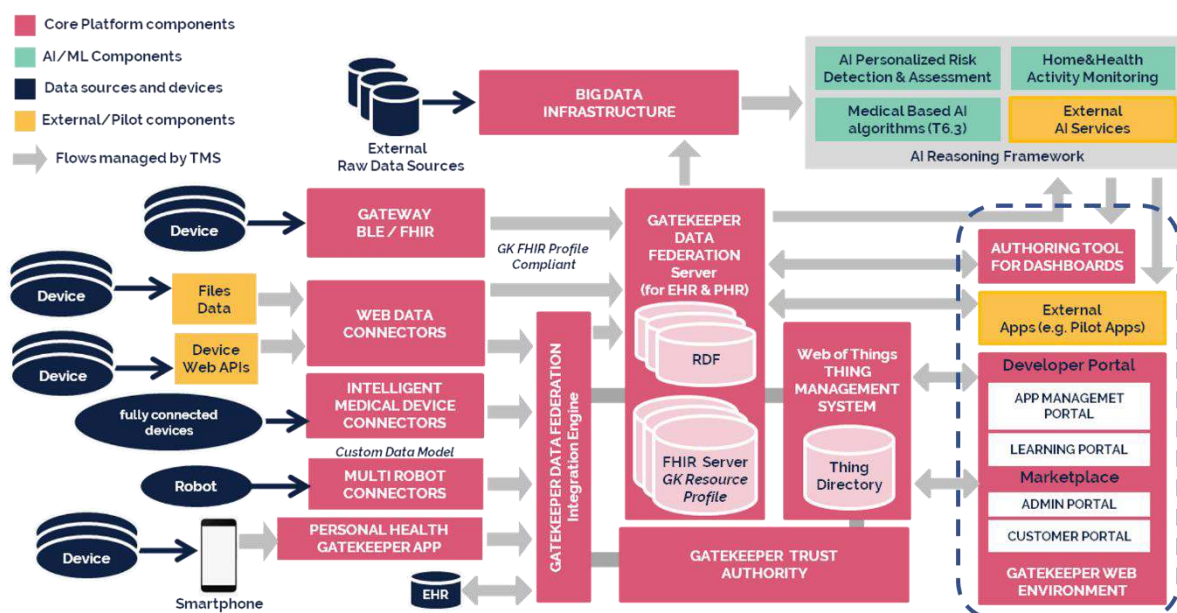 Core Platform components
AI/ML Components
Data sources and devices
External/Pilot components
Flows managed by TMS
External
Raw Data Sources
BIG DATA
INFRASTRUCTURE
AI Personalized Risk
Detection & Assessment
Home&Health
Activity Monitoring
Medical Based AI
algorithms (T6.3)
External
AI Services
AI Reasoning Framework
Device
GATEWAY
BLE / FHIR
GK FHIR Profile
Compliant
GATEKEEPER
DATA
FEDERATION
Server
(for EHR & PHR)
RDF
FHIR Server
GK Resource
Profile
AUTHORING TOOL
FOR DASHBOARDS
External
Apps (e.g. Pilot Apps)
Device
Files
Data
WEB DATA
CONNECTORS
Device
Device
Web APIs
fully connected
devices
INTELLIGENT
MEDICAL DEVICE
CONNECTORS
Custom Data Model
Robot
MULTI ROBOT
CONNECTORS
Device
Smartphone
PERSONAL HEALTH
GATEKEEPER APP
EHR
GATEKEEPER DATA FEDERATION
Integration Engine
Web of Things
THING
MANAGEMENT
SYSTEM
Thing
Directory
GATEKEEPER TRUST
AUTHORITY
Developer Portal
APP MANAGEMET
PORTAL
LEARNING PORTAL
Marketplace
ADMIN PORTAL
CUSTOMER PORTAL
GATEKEEPER WEB
ENVIRONMENT